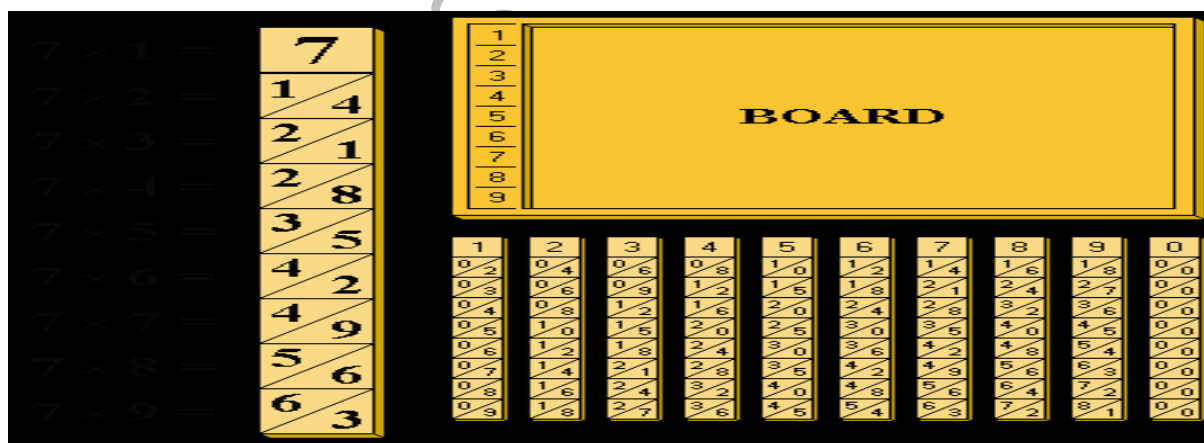 7 × 1 =
7 × 2 =
7 × 3 =
7 × 4 =
7 × 5 =
7 × 6 =
7 × 7 =
7 × 8 =
7 × 9 =
7
1/4
2/1
2/8
3/5
4/2
4/9
5/6
6/3
1
2
3
4
5
6
7
8
9
BOARD
1 2 3 4 5 6 7 8 9 0
0/2 0/4 0/6 0/8 1/0 1/2 1/4 1/6 1/8 0/0
0/3 0/6 0/9 1/2 1/5 1/8 2/1 2/4 2/7 0/0
0/4 0/8 1/2 1/6 2/0 2/4 2/8 3/2 3/6 0/0
0/5 1/0 1/5 2/0 2/5 3/0 3/5 4/0 4/5 0/0
0/6 1/2 1/8 2/4 3/0 3/6 4/2 4/8 5/4 0/0
0/7 1/4 2/1 2/8 3/5 4/2 4/9 5/6 6/3 0/0
0/8 1/6 2/4 3/2 4/0 4/8 5/6 6/4 7/2 0/0
0/9 1/8 2/7 3/6 4/5 5/4 6/3 7/2 8/1 0/0